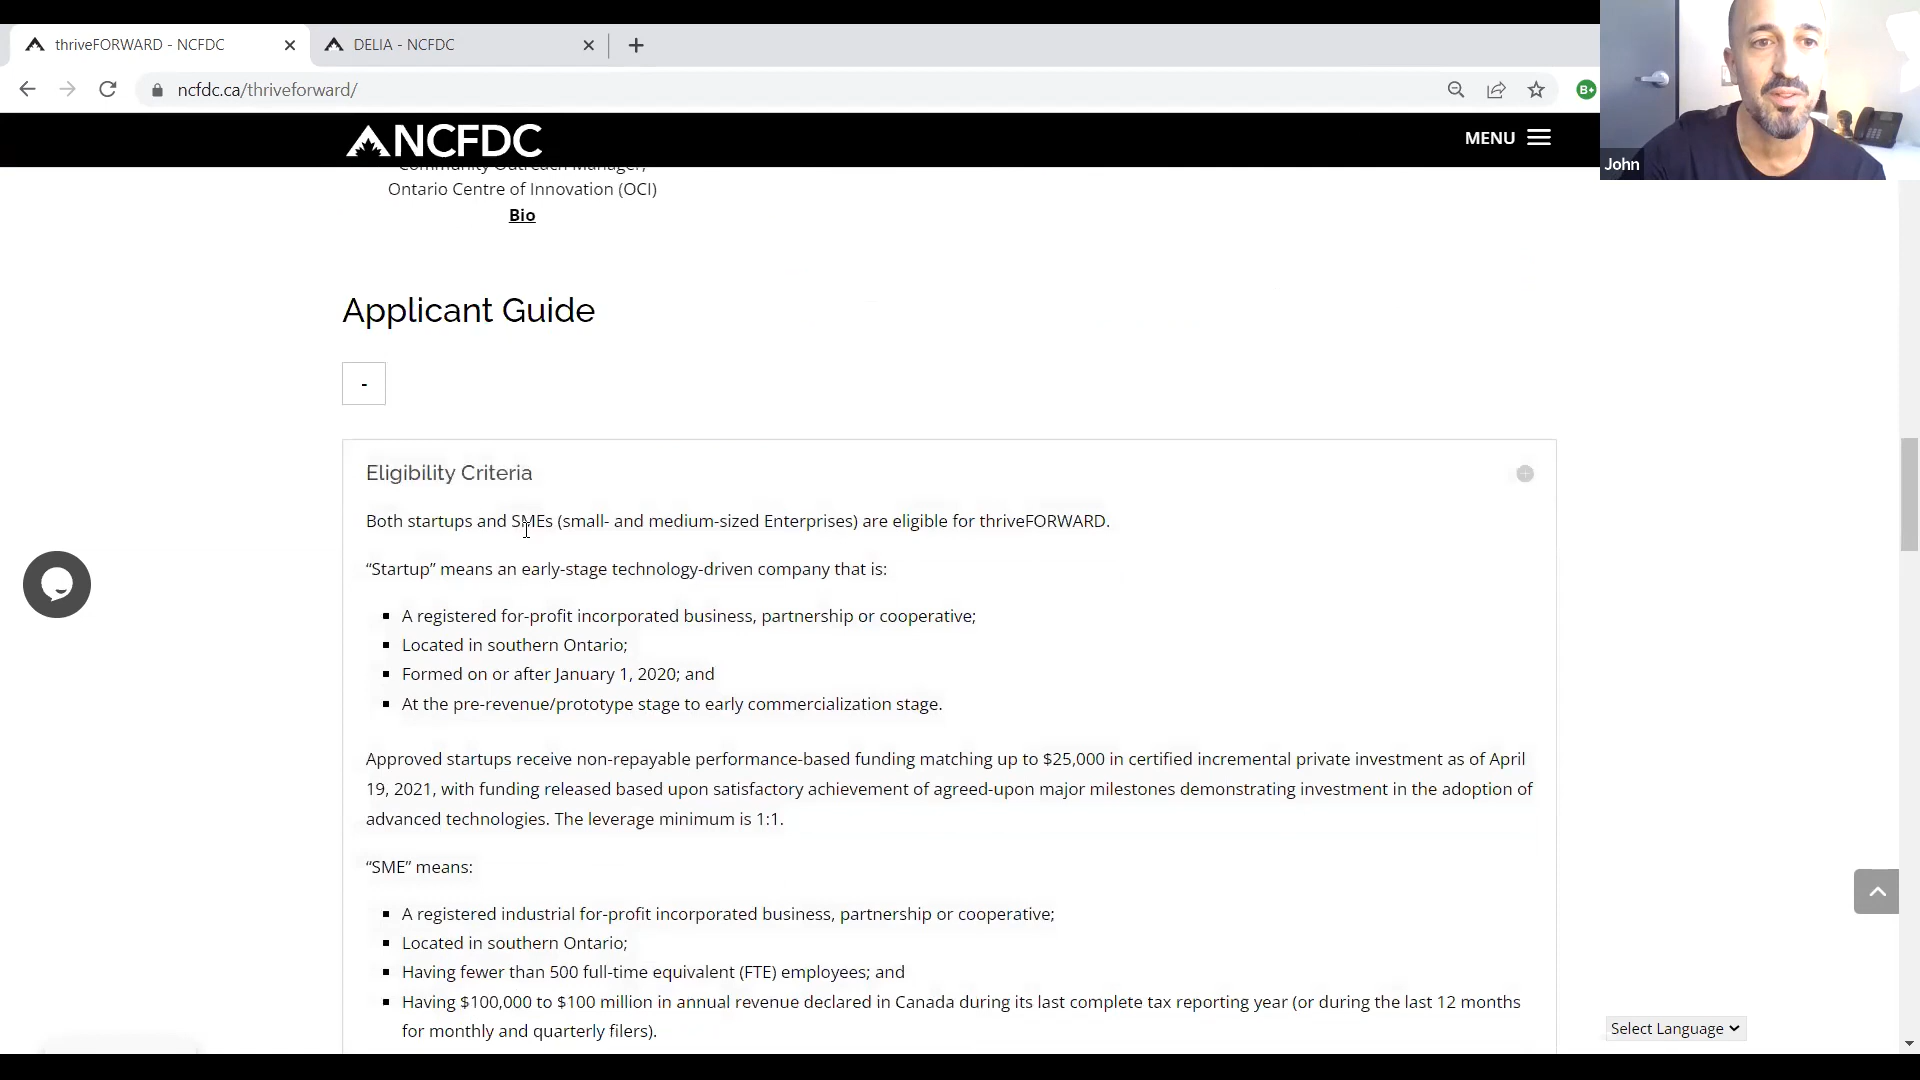 thriveFORWARD - NCFDC
DELIA - NCFDC
ncfdc.ca/thriveforward/
B+
NCFDC
MENU
John
Community Outreach Manager,
Ontario Centre of Innovation (OCI)
Bio
Applicant Guide
-
Eligibility Criteria
Both startups and SMEs (small- and medium-sized Enterprises) are eligible for thriveFORWARD.
“Startup” means an early-stage technology-driven company that is:
A registered for-profit incorporated business, partnership or cooperative;
Located in southern Ontario;
Formed on or after January 1, 2020; and
At the pre-revenue/prototype stage to early commercialization stage.
Approved startups receive non-repayable performance-based funding matching up to $25,000 in certified incremental private investment as of April
19, 2021, with funding released based upon satisfactory achievement of agreed-upon major milestones demonstrating investment in the adoption of
advanced technologies. The leverage minimum is 1:1.
“SME” means:
A registered industrial for-profit incorporated business, partnership or cooperative;
Located in southern Ontario;
Having fewer than 500 full-time equivalent (FTE) employees; and
Having $100,000 to $100 million in annual revenue declared in Canada during its last complete tax reporting year (or during the last 12 months
for monthly and quarterly filers).
Select Language